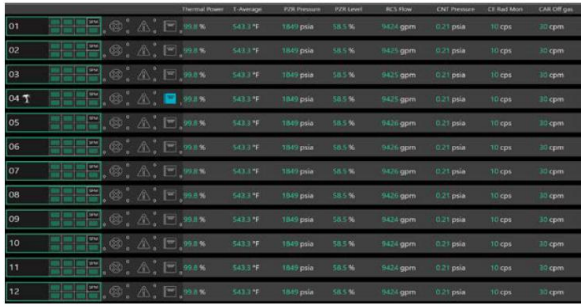 Thermal Power T-Average PZR Pressure PZR Level RCS Flow CNT Pressure CE Rad Mon CAR Off gas
01 99.8 % 543.3 °F 1849 psia 58.5 % 9424 gpm 0.21 psia 10 cps 30 cpm
02 99.8 % 543.3 °F 1849 psia 58.5 % 9425 gpm 0.21 psia 10 cps 30 cpm
03 99.8 % 543.3 °F 1849 psia 58.5 % 9425 gpm 0.21 psia 10 cps 30 cpm
04 99.8 % 543.3 °F 1849 psia 58.5 % 9425 gpm 0.21 psia 10 cps 30 cpm
05 99.8 % 543.3 °F 1849 psia 58.5 % 9426 gpm 0.21 psia 10 cps 30 cpm
06 99.8 % 543.3 °F 1849 psia 58.5 % 9426 gpm 0.21 psia 10 cps 30 cpm
07 99.8 % 543.3 °F 1849 psia 58.5 % 9426 gpm 0.21 psia 10 cps 30 cpm
08 99.8 % 543.3 °F 1849 psia 58.5 % 9426 gpm 0.21 psia 10 cps 30 cpm
09 99.8 % 543.3 °F 1849 psia 58.5 % 9424 gpm 0.21 psia 10 cps 30 cpm
10 99.8 % 543.3 °F 1849 psia 58.5 % 9424 gpm 0.21 psia 10 cps 30 cpm
11 99.8 % 543.3 °F 1849 psia 58.5 % 9424 gpm 0.21 psia 10 cps 30 cpm
12 99.8 % 543.3 °F 1849 psia 58.5 % 9424 gpm 0.21 psia 10 cps 30 cpm